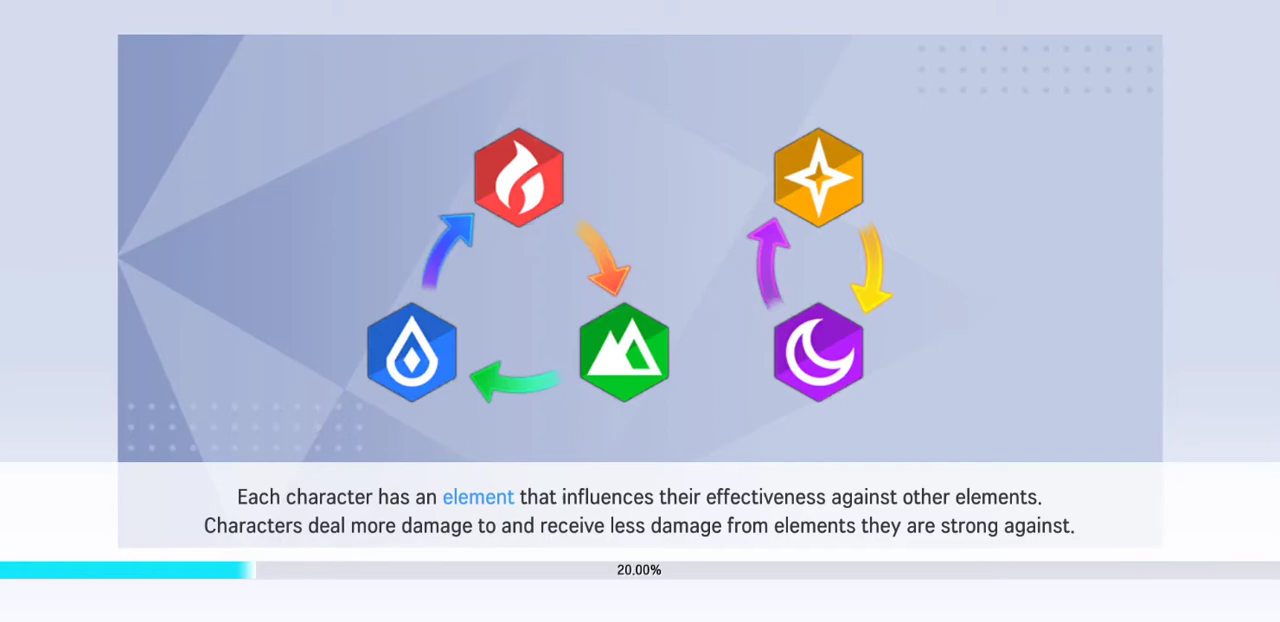 Each character has an element that influences their effectiveness against other elements.
Characters deal more damage to and receive less damage from elements they are strong against.
20.00%